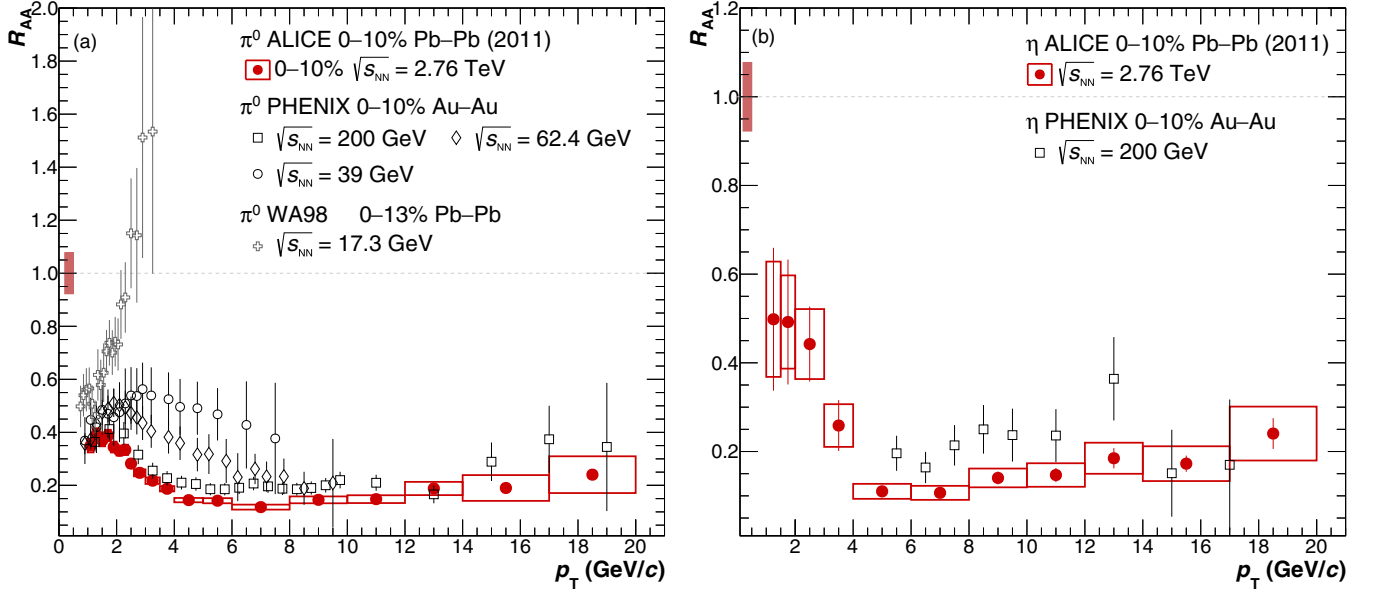 R_AA
(a)
π⁰ ALICE 0–10% Pb–Pb (2011)
0–10% √s_NN = 2.76 TeV
π⁰ PHENIX 0–10% Au–Au
√s_NN = 200 GeV √s_NN = 62.4 GeV
√s_NN = 39 GeV
π⁰ WA98 0–13% Pb–Pb
√s_NN = 17.3 GeV
2.0
1.8
1.6
1.4
1.2
1.0
0.8
0.6
0.4
0.2
0 2 4 6 8 10 12 14 16 18 20
p_T (GeV/c)
R_AA
(b)
η ALICE 0–10% Pb–Pb (2011)
√s_NN = 2.76 TeV
η PHENIX 0–10% Au–Au
√s_NN = 200 GeV
1.2
1.0
0.8
0.6
0.4
0.2
2 4 6 8 10 12 14 16 18 20
p_T (GeV/c)